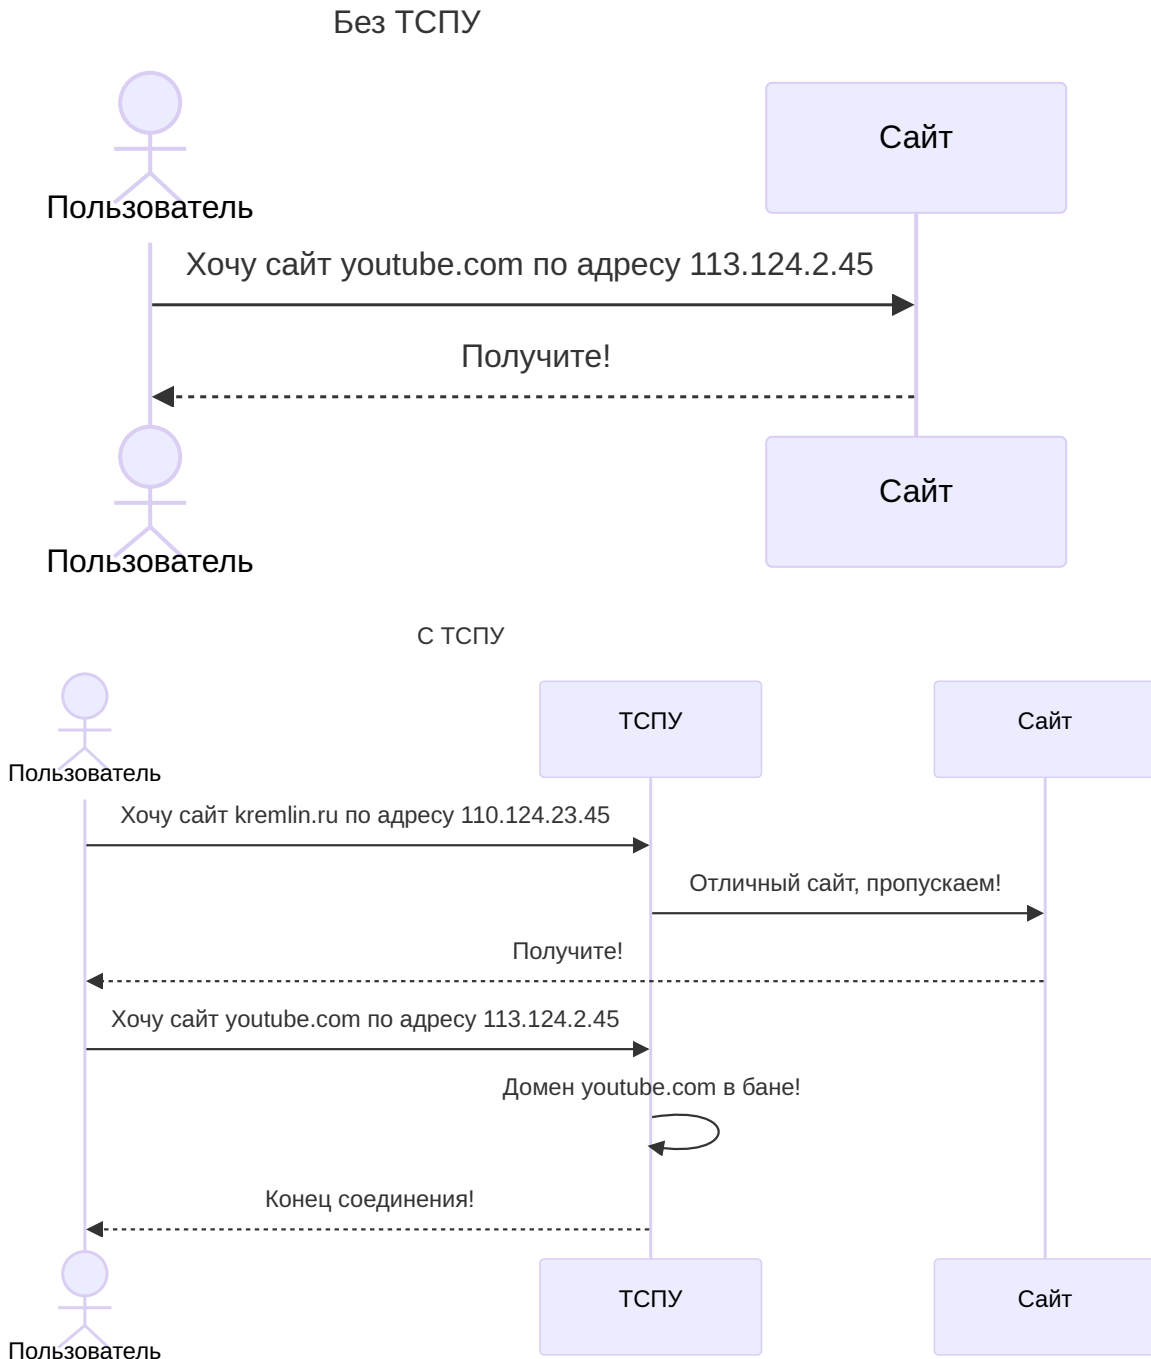 Без ТСПУ
Пользователь
Сайт
Хочу сайт youtube.com по адресу 113.124.2.45
Получите!
Пользователь
Сайт
С ТСПУ
Пользователь
ТСПУ
Сайт
Хочу сайт kremlin.ru по адресу 110.124.23.45
Отличный сайт, пропускаем!
Получите!
Хочу сайт youtube.com по адресу 113.124.2.45
Домен youtube.com в бане!
Конец соединения!
Пользователь
ТСПУ
Сайт